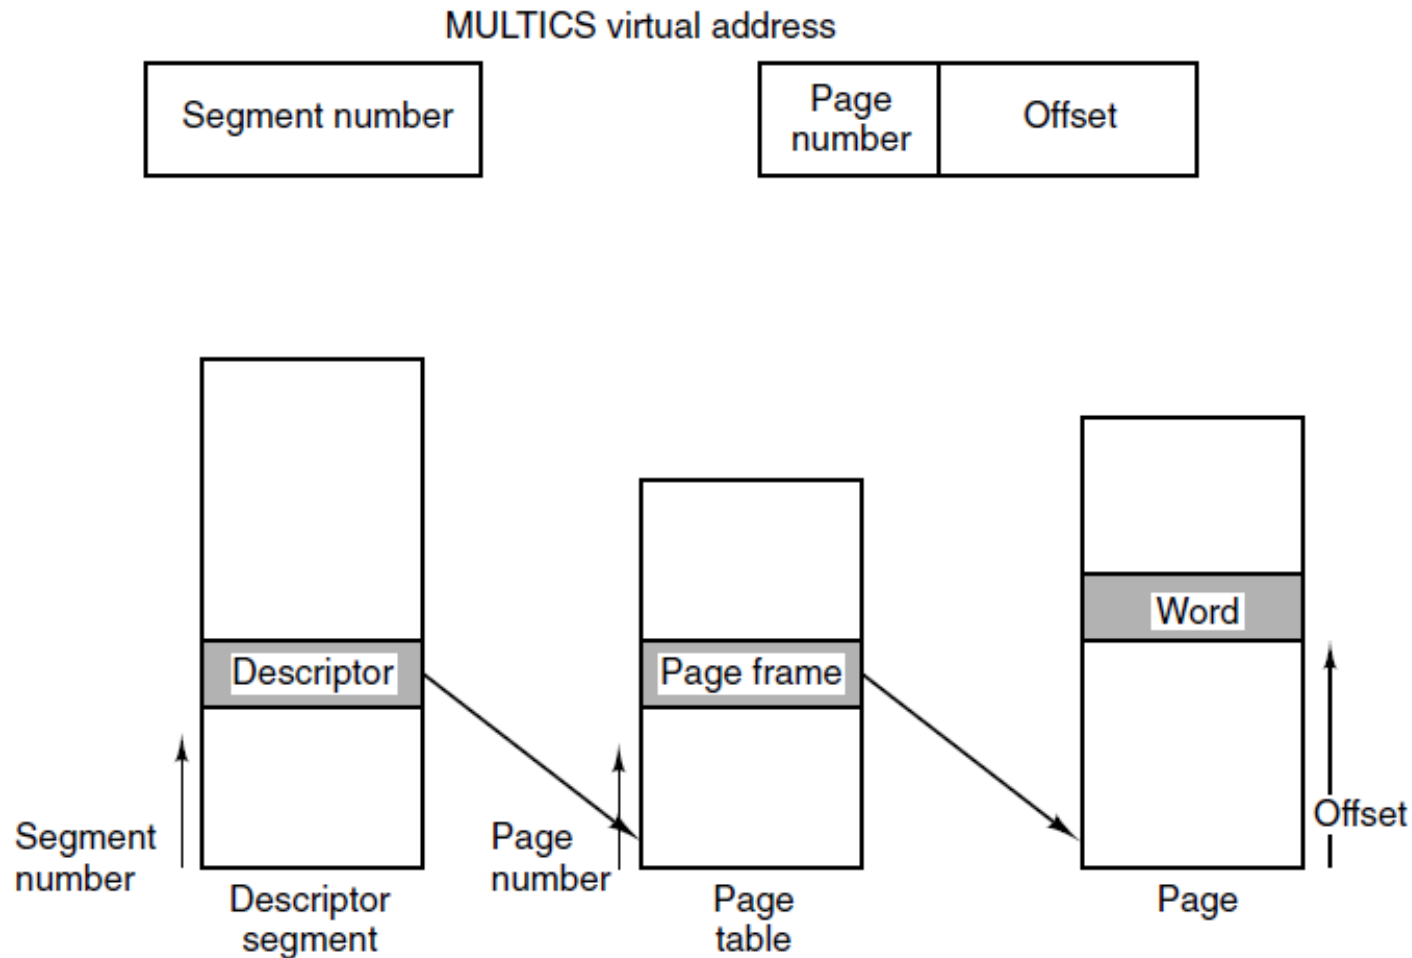 MULTICS virtual address
Segment number
Page
number
Offset
Descriptor
Page frame
Word
Segment
number
Page
number
Offset
Descriptor
segment
Page
table
Page